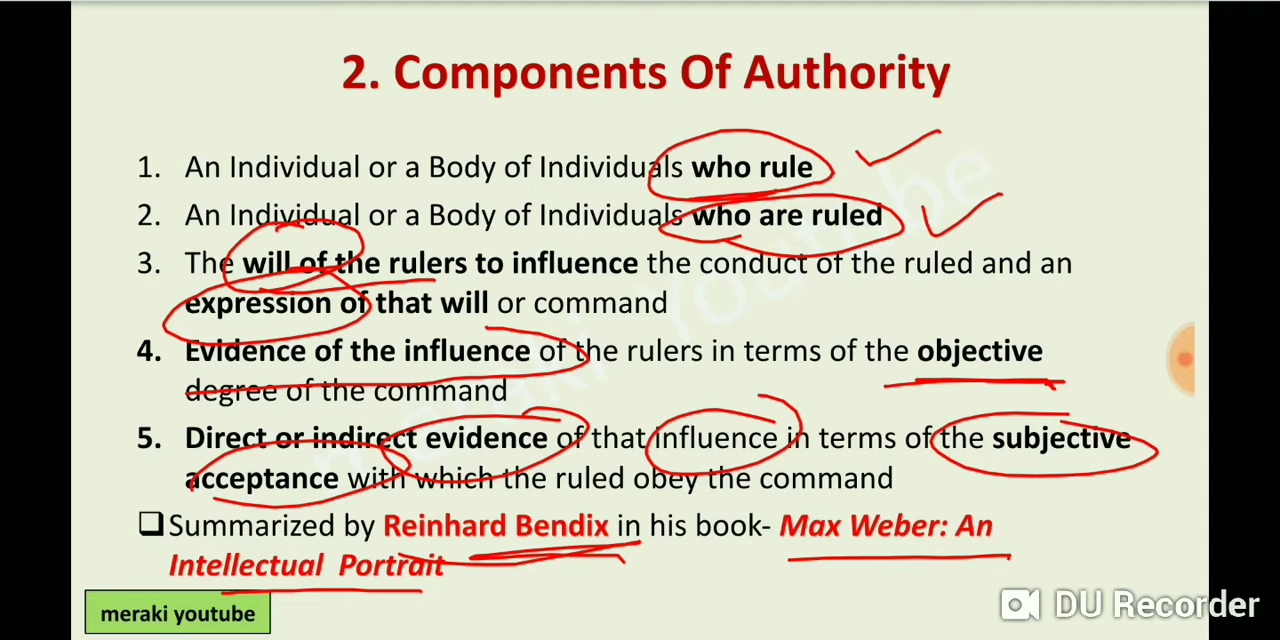 2. Components Of Authority
1. An Individual or a Body of Individuals who rule
2. An Individual or a Body of Individuals who are ruled
3. The will of the rulers to influence the conduct of the ruled and an
expression of that will or command
4. Evidence of the influence of the rulers in terms of the objective
degree of the command
5. Direct or indirect evidence of that influence in terms of the subjective
acceptance with which the ruled obey the command
Summarized by Reinhard Bendix in his book- Max Weber: An
Intellectual Portrait
meraki youtube
meraki Youtube
DU Recorder